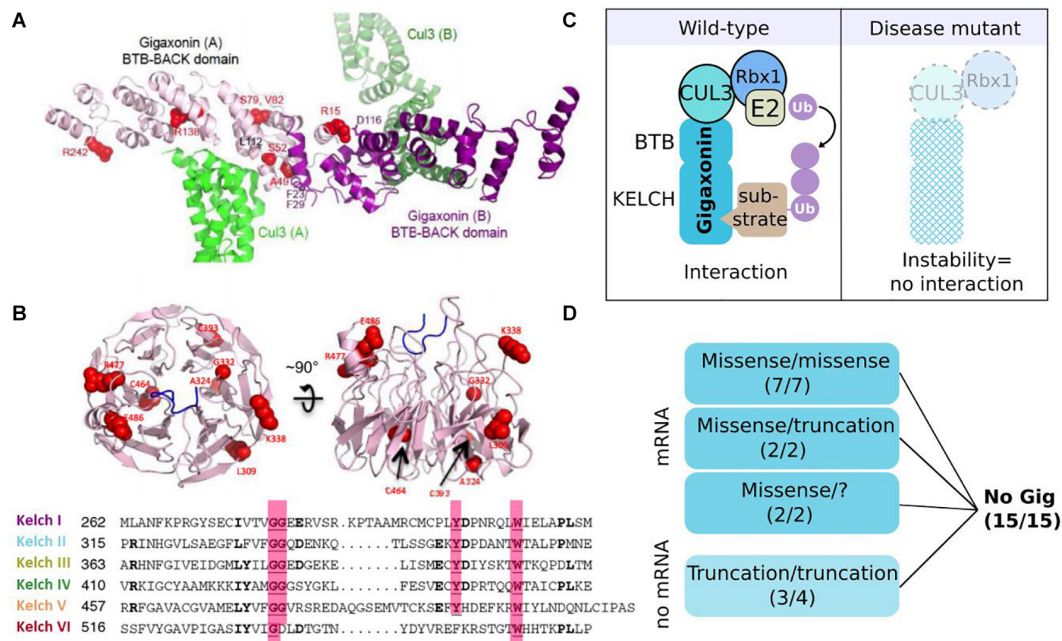 A
Gigaxonin (A)
BTB-BACK domain
Cul3 (B)
S79, V82
R15
D116
R138
L112
R242
S52
A49
F23
F29
Cul3 (A)
Gigaxonin (B)
BTB-BACK domain
B
C393
R477
G332
C464
A324
E486
K338
L309
~90°
E486
K338
R477
G332
L309
A324
C464
C393
Kelch I 262 MLANFKPRGYSECIVTVGGEERVSR.KPTAAMRCMCPLYDPNRQLWIELAPLSM
Kelch II 315 PRINHGVLSAEGFLFVFGGQDENKQ.......TLSSGEKYDPDANTWTALPPMNE
Kelch III 363 ARHNFGIVEIDGMLYILGGEDGEKE.......LISMECYDIYSKTWTKQPDLTM
Kelch IV 410 VRKIGCYAAMKKKIYAMGGGSYGKL.......FESVECYDPRTQQWTAICPLKE
Kelch V 457 RRFGAVACGVAMELYVFGGVRSREDAQGSEMVTCKSEFYHDEFKRWIYLNDQNLCIPAS
Kelch VI 516 SSFVYGAVPIGASIYVIGDLDTGTN......YDYVREFKRSTGTWHHTKPLLP
C
Wild-type
Disease mutant
CUL3
Rbx1
E2
Ub
BTB
KELCH
Gigaxonin
sub-
strate
Ub
Interaction
CUL3
Rbx1
Instability=
no interaction
D
mRNA
Missense/missense
(7/7)
Missense/truncation
(2/2)
Missense/?
(2/2)
no mRNA
Truncation/truncation
(3/4)
No Gig
(15/15)